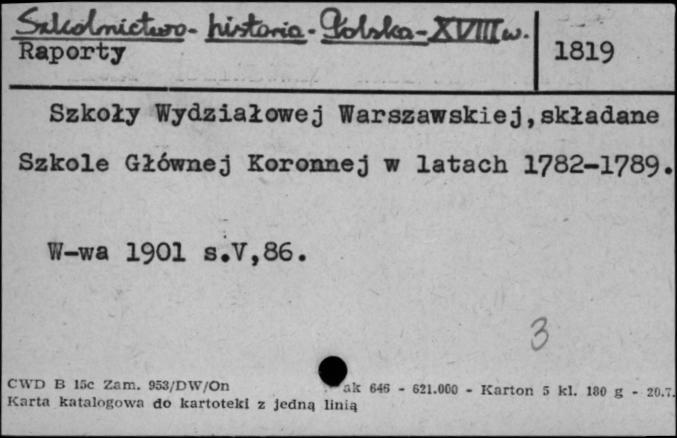 Szkolnictwo - historia - Polska - XVIII w.
Raporty
1819
Szkoły Wydziałowej Warszawskiej,składane
Szkole Głównej Koronnej w latach 1782-1789.
W-wa 1901 s.V,86.
3
CWD B 15c Zam. 953/DW/On ak 646 - 621.000 - Karton 5 kl. 180 g - 20.7.
Karta katalogowa do kartoteki z jedną linią